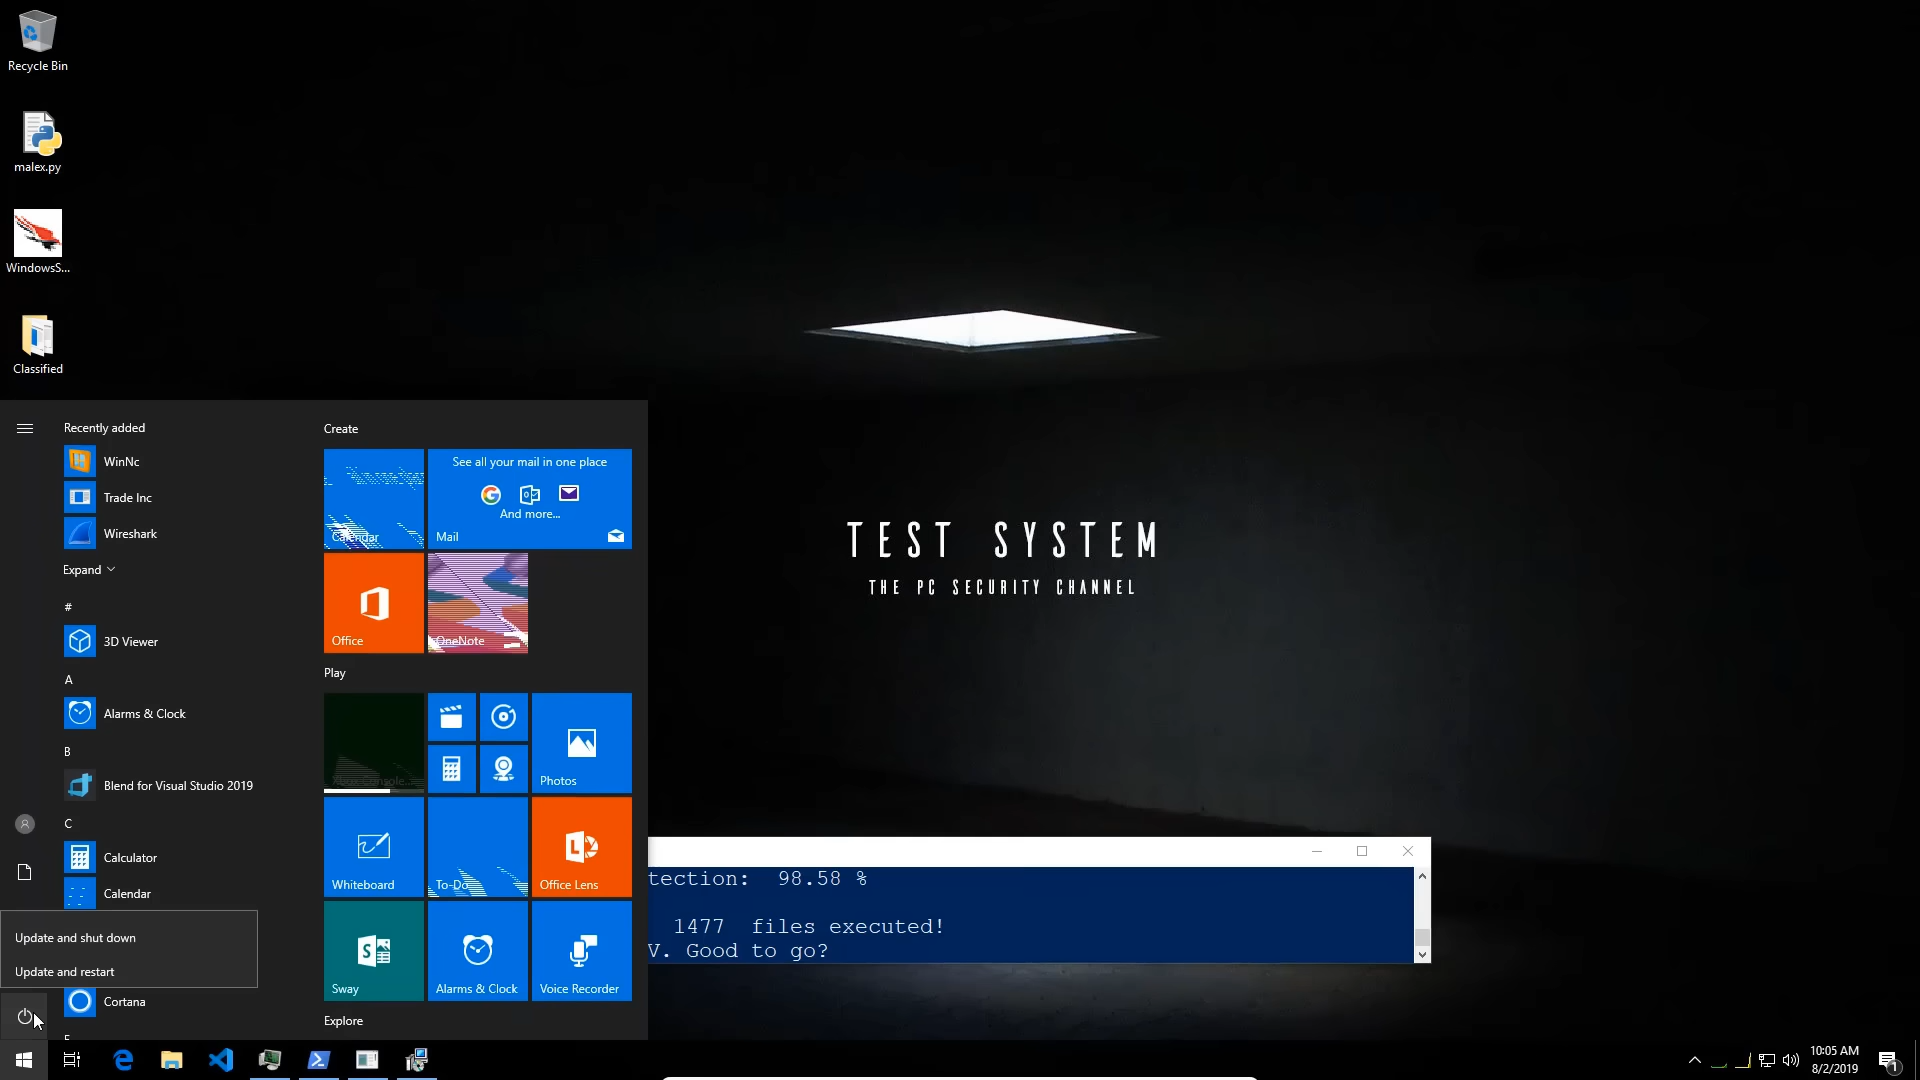 Recycle Bin
malex.py
WindowsS...
Classified
Recently added
WinNc
Trade Inc
Wireshark
Expand
#
3D Viewer
A
Alarms & Clock
B
Blend for Visual Studio 2019
C
Calculator
Calendar
Update and shut down
Update and restart
Cortana
Create
Calendar
See all your mail in one place
And more...
Mail
Office
OneNote
Play
Xbox Console...
Photos
Whiteboard
To-Do
Office Lens
Sway
Alarms & Clock
Voice Recorder
Explore
TEST SYSTEM
THE PC SECURITY CHANNEL
tection: 98.58 %
1477 files executed!
V. Good to go?
10:05 AM
8/2/2019
1